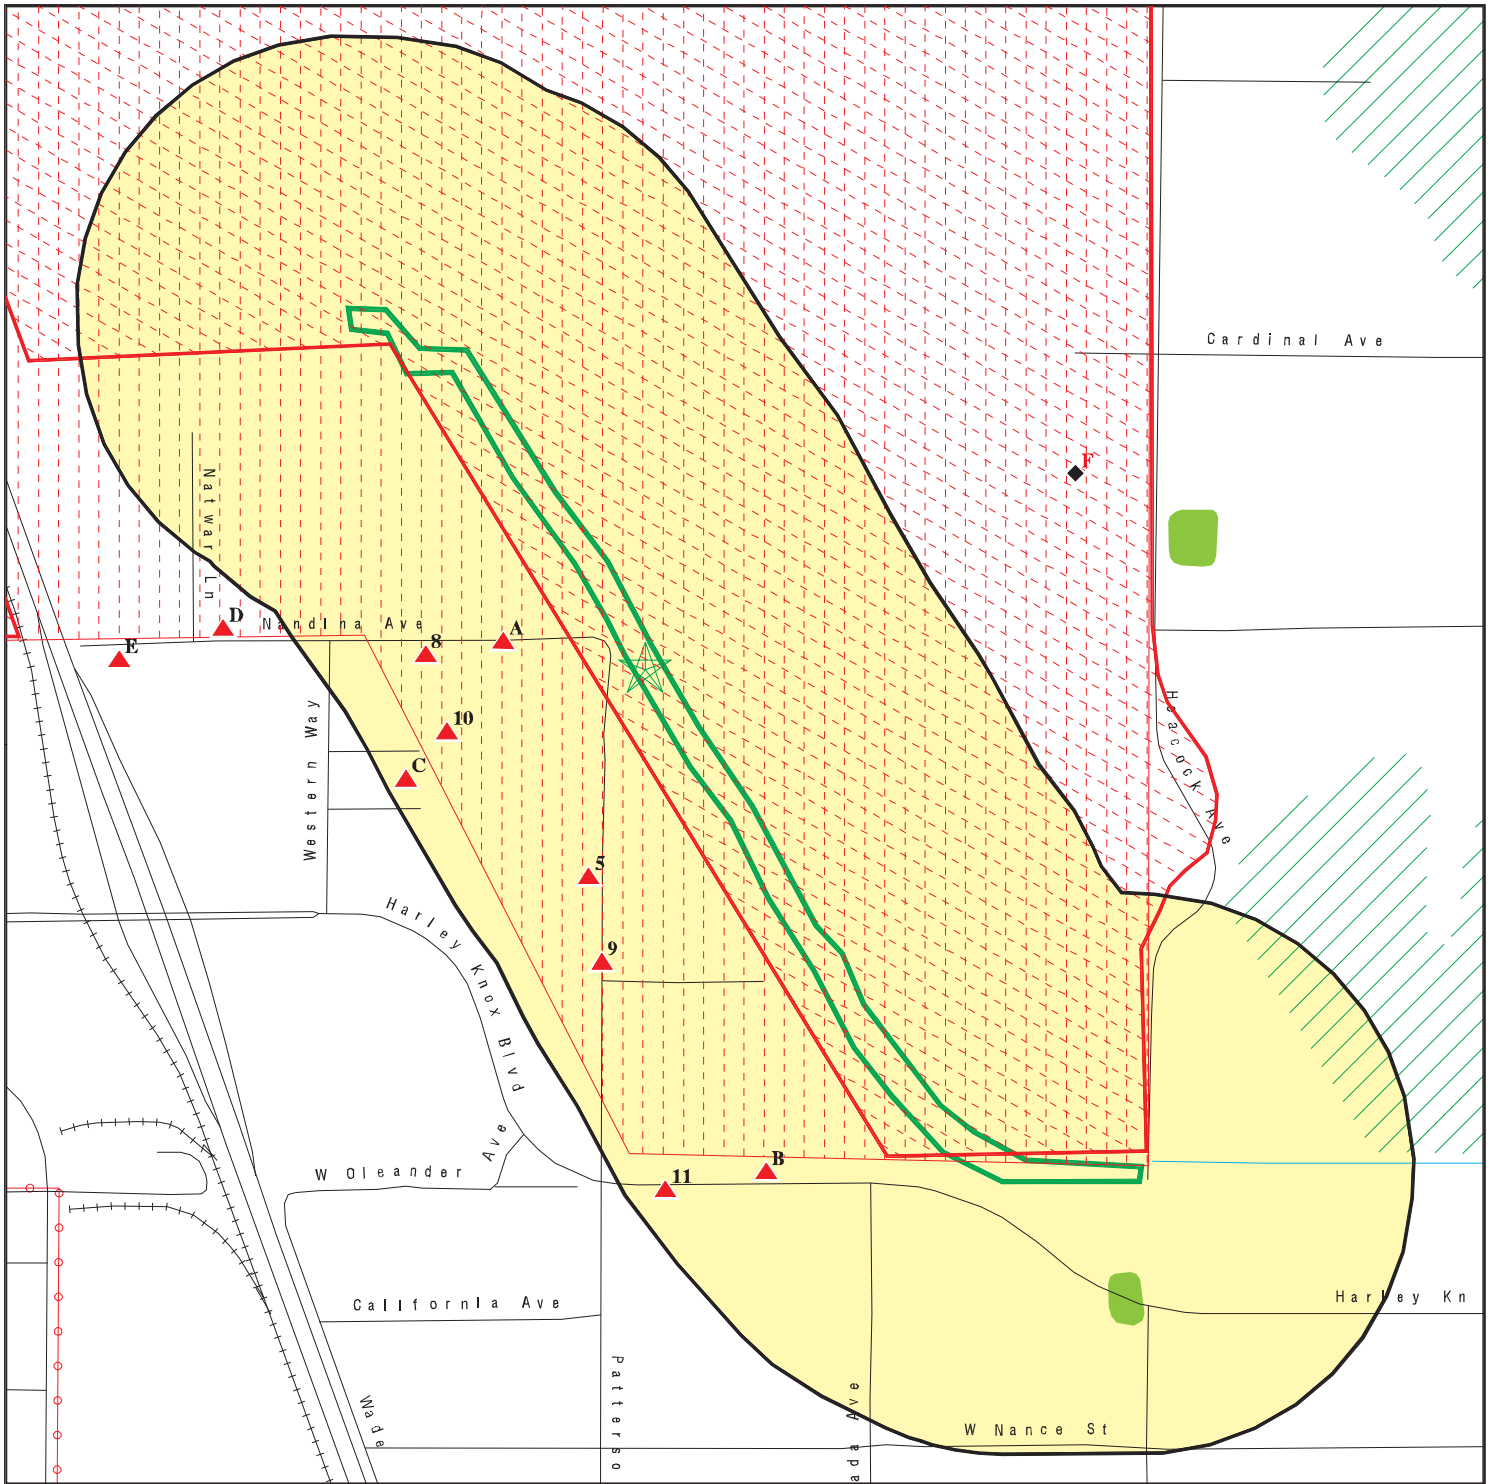 Cardinal Ave
F
Natwar Ln
D
Nandina Ave
A
8
E
10
C
Western Way
Heacock Ave
5
Harley Knox Blvd
9
W Oleander Ave
B
11
California Ave
Harley Kn
Patterso
Wade
ada Ave
W Nance St